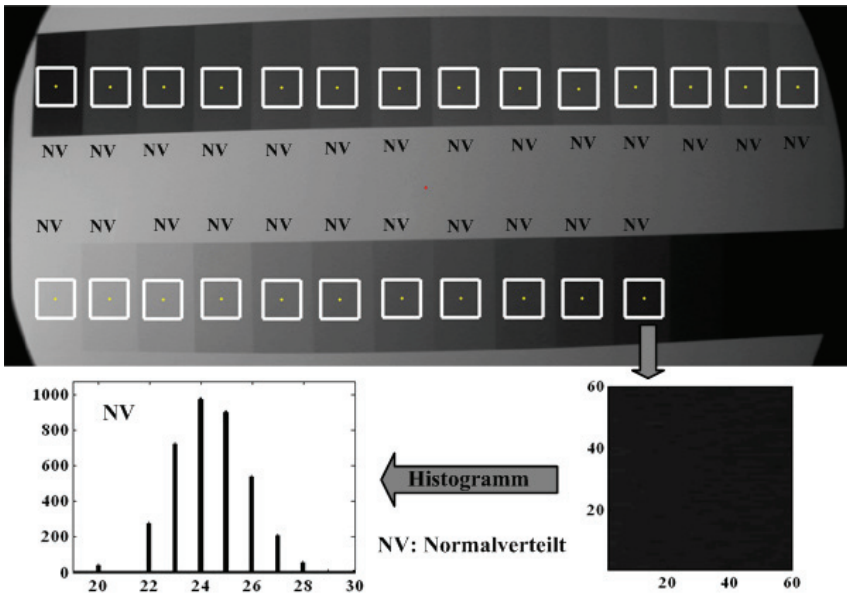 NV NV NV NV NV NV NV NV NV NV NV NV NV NV
NV NV NV NV NV NV NV NV NV NV NV
1000
800
600
400
200
0
20 22 24 26 28 30
NV
Histogramm
NV: Normalverteilt
60
40
20
20 40 60